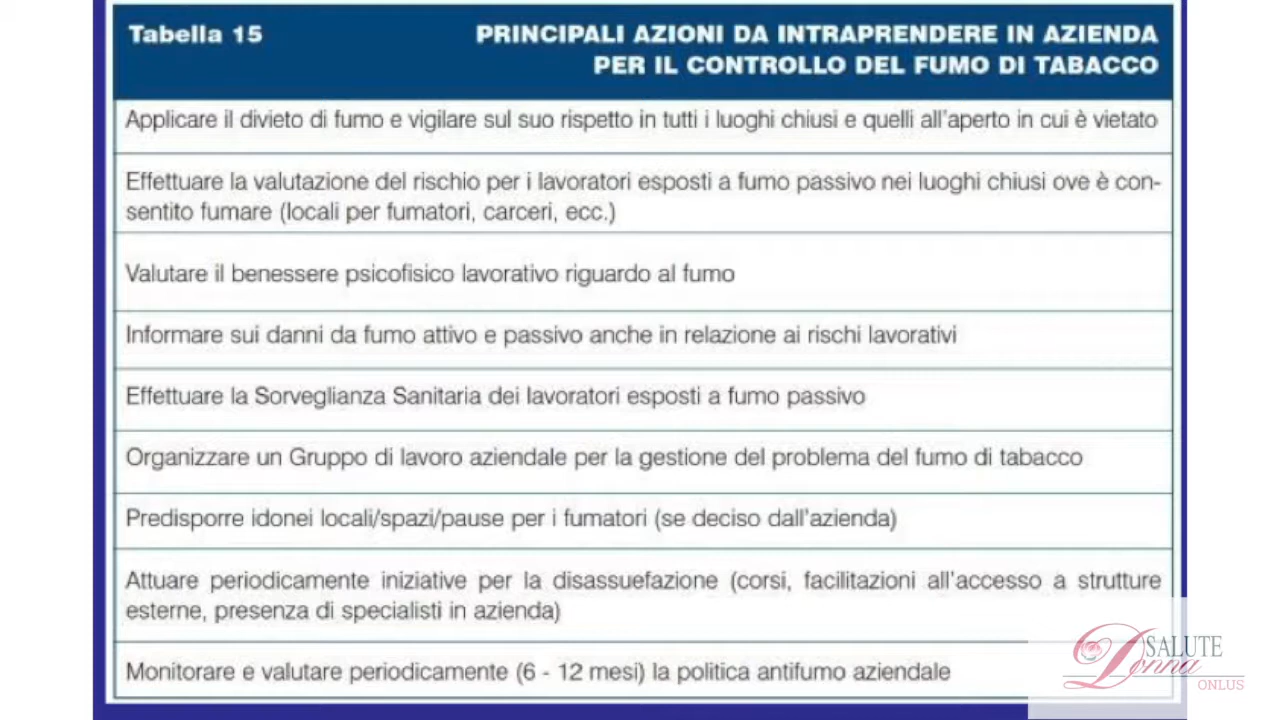 Tabella 15
PRINCIPALI AZIONI DA INTRAPRENDERE IN AZIENDA
PER IL CONTROLLO DEL FUMO DI TABACCO
Applicare il divieto di fumo e vigilare sul suo rispetto in tutti i luoghi chiusi e quelli all'aperto in cui è vietato
Effettuare la valutazione del rischio per i lavoratori esposti a fumo passivo nei luoghi chiusi ove è con-
sentito fumare (locali per fumatori, carceri, ecc.)
Valutare il benessere psicofisico lavorativo riguardo al fumo
Informare sui danni da fumo attivo e passivo anche in relazione ai rischi lavorativi
Effettuare la Sorveglianza Sanitaria dei lavoratori esposti a fumo passivo
Organizzare un Gruppo di lavoro aziendale per la gestione del problema del fumo di tabacco
Predisporre idonei locali/spazi/pause per i fumatori (se deciso dall'azienda)
Attuare periodicamente iniziative per la disassuefazione (corsi, facilitazioni all'accesso a strutture
esterne, presenza di specialisti in azienda)
Monitorare e valutare periodicamente (6 - 12 mesi) la politica antifumo aziendale
SALUTE
Donna
ONLUS